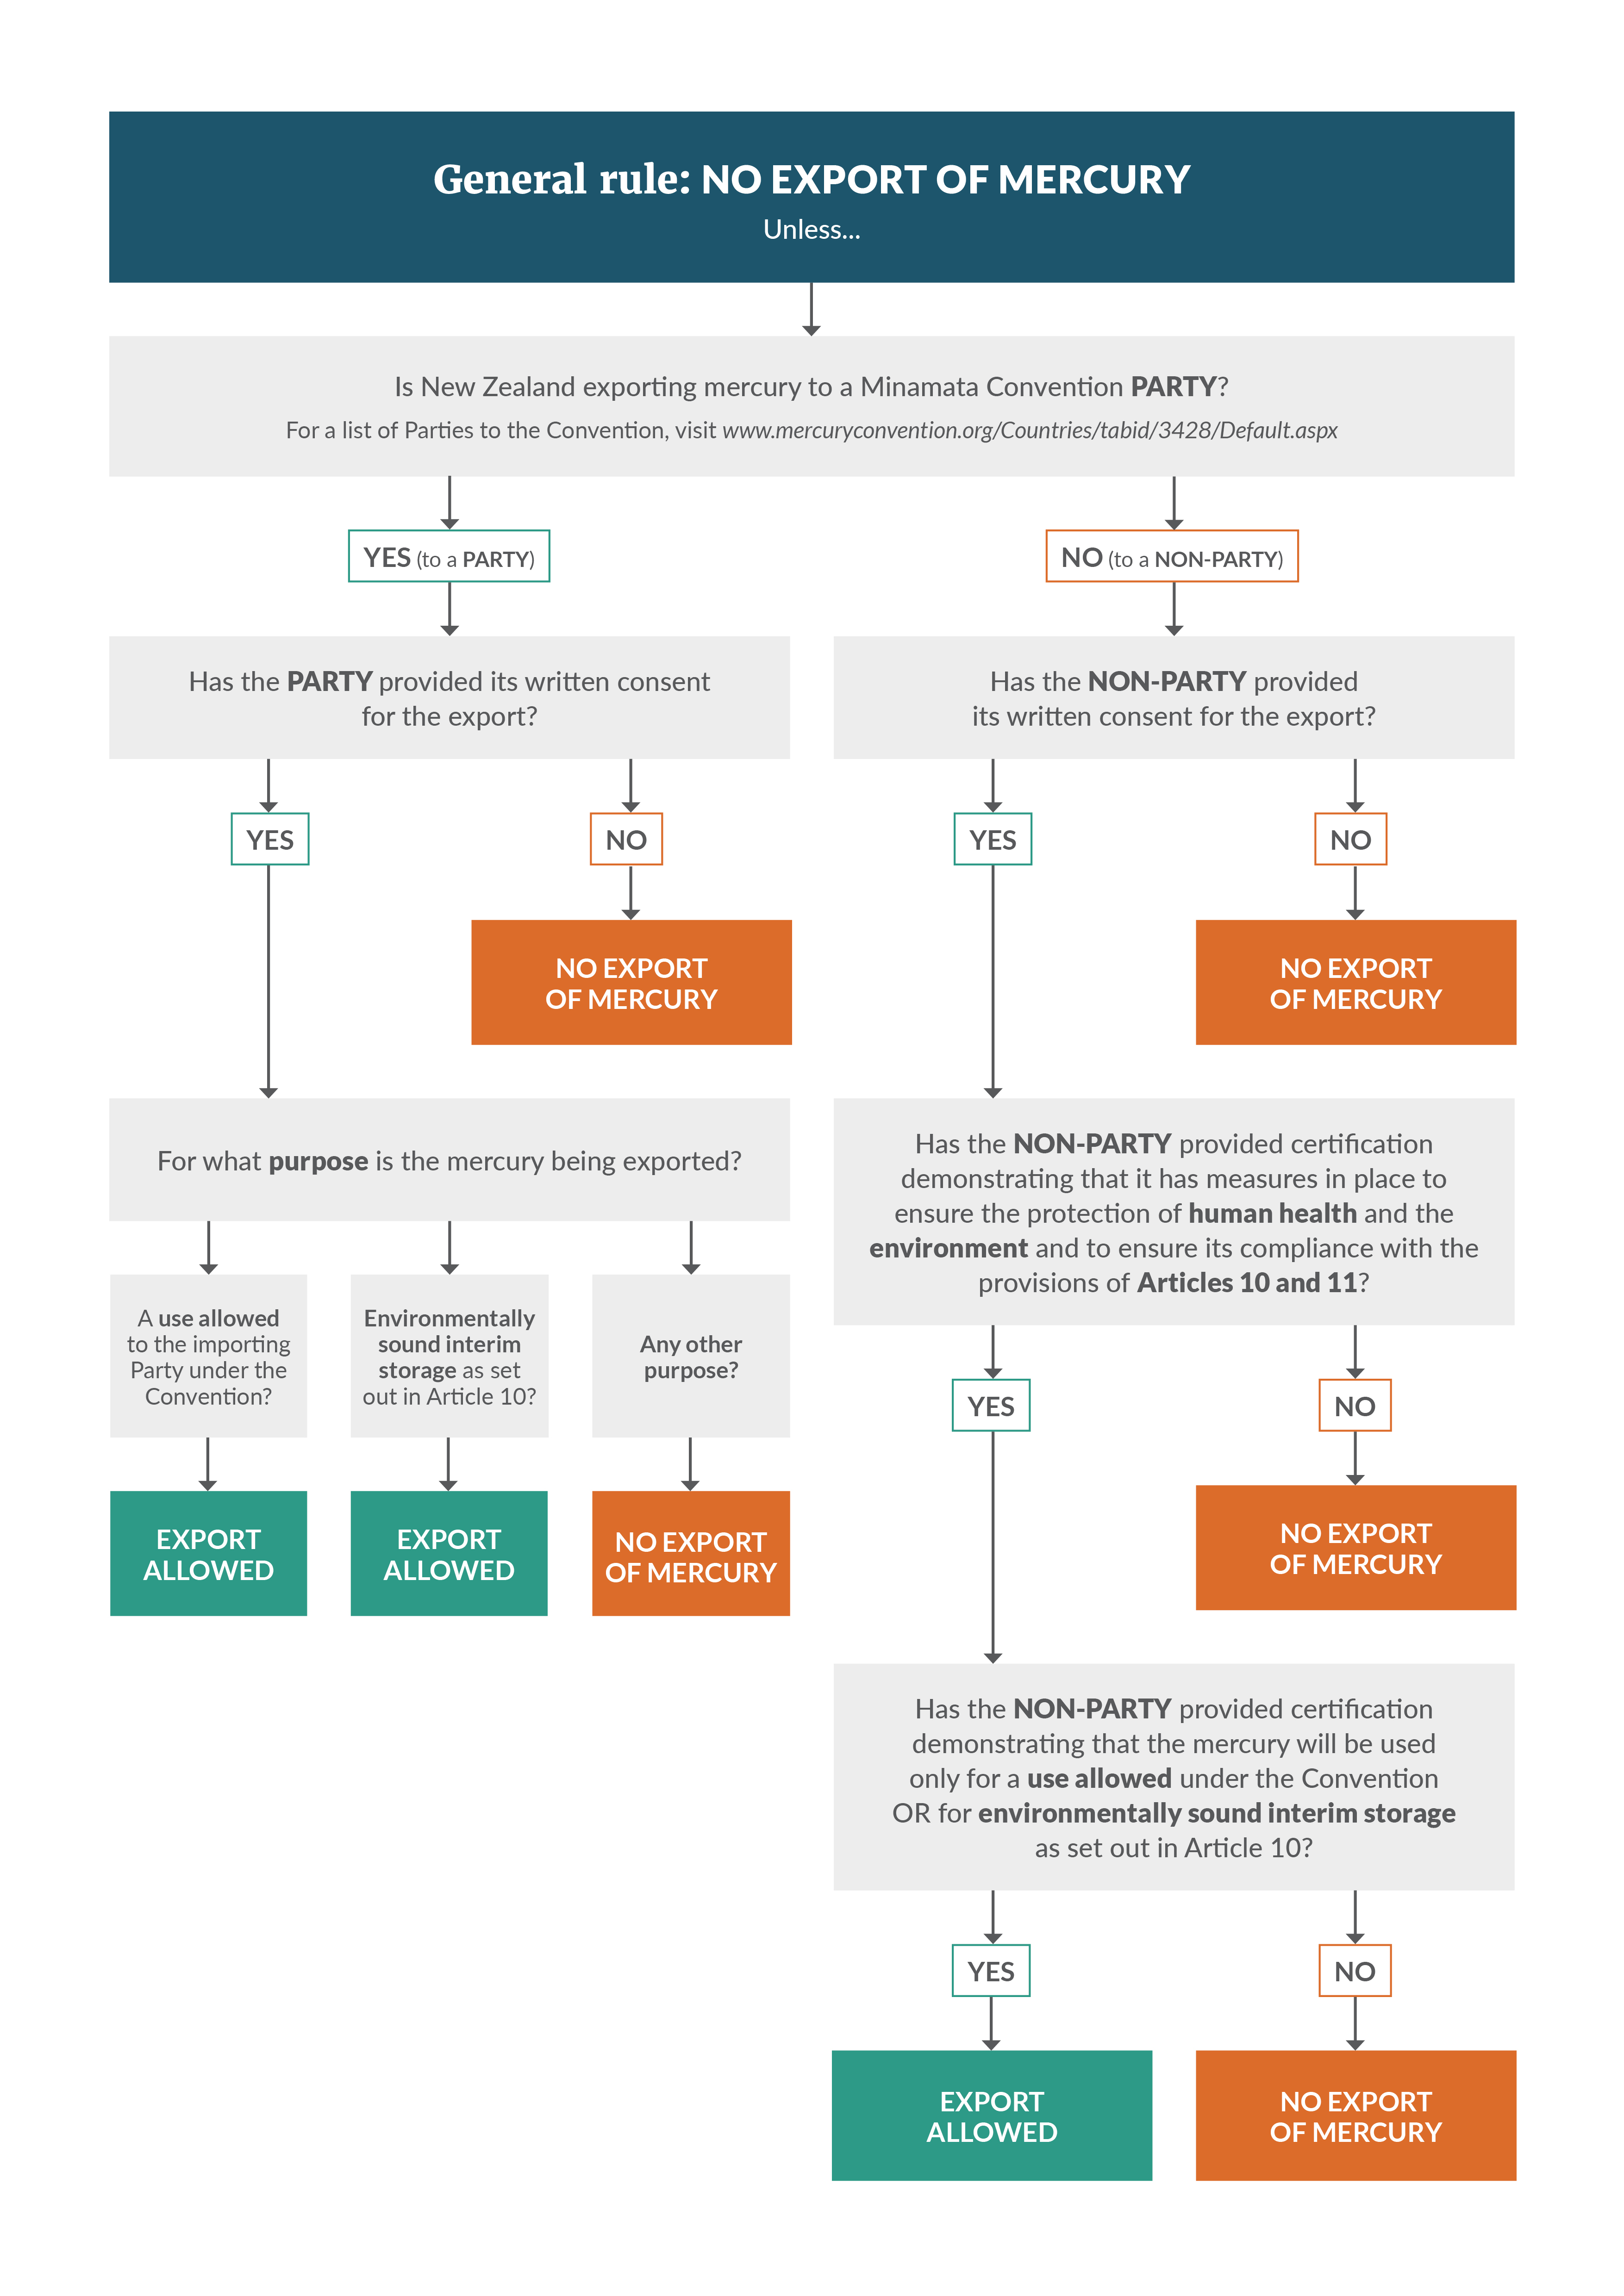 General rule: NO EXPORT OF MERCURY
Unless...
Is New Zealand exporting mercury to a Minamata Convention PARTY?
For a list of Parties to the Convention, visit www.mercuryconvention.org/Countries/tabid/3428/Default.aspx
YES (to a PARTY)
NO (to a NON-PARTY)
Has the PARTY provided its written consent
for the export?
Has the NON-PARTY provided
its written consent for the export?
YES
NO
YES
NO
NO EXPORT
OF MERCURY
NO EXPORT
OF MERCURY
For what purpose is the mercury being exported?
Has the NON-PARTY provided certification
demonstrating that it has measures in place to
ensure the protection of human health and the
environment and to ensure its compliance with the
provisions of Articles 10 and 11?
A use allowed
to the importing
Party under the
Convention?
Environmentally
sound interim
storage as set
out in Article 10?
Any other
purpose?
YES
NO
EXPORT
ALLOWED
EXPORT
ALLOWED
NO EXPORT
OF MERCURY
NO EXPORT
OF MERCURY
Has the NON-PARTY provided certification
demonstrating that the mercury will be used
only for a use allowed under the Convention
OR for environmentally sound interim storage
as set out in Article 10?
YES
NO
EXPORT
ALLOWED
NO EXPORT
OF MERCURY